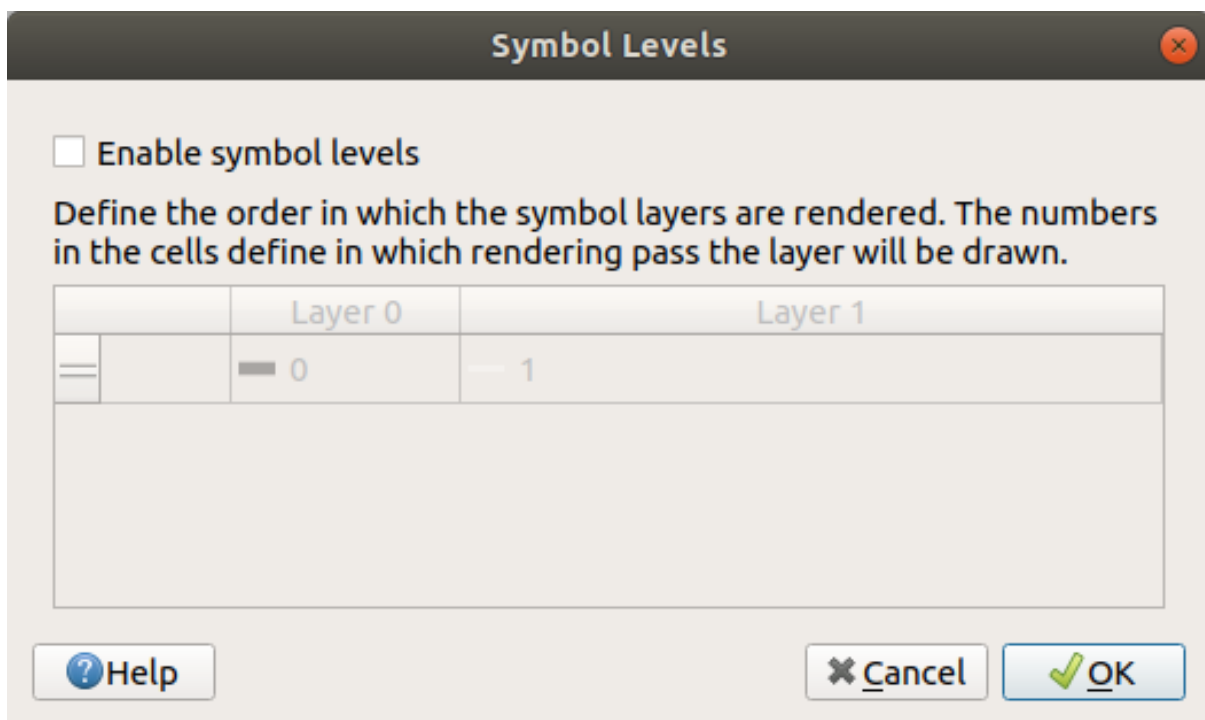 Symbol Levels
Enable symbol levels
Define the order in which the symbol layers are rendered. The numbers
in the cells define in which rendering pass the layer will be drawn.
Layer 0 Layer 1
0 1
Help Cancel OK